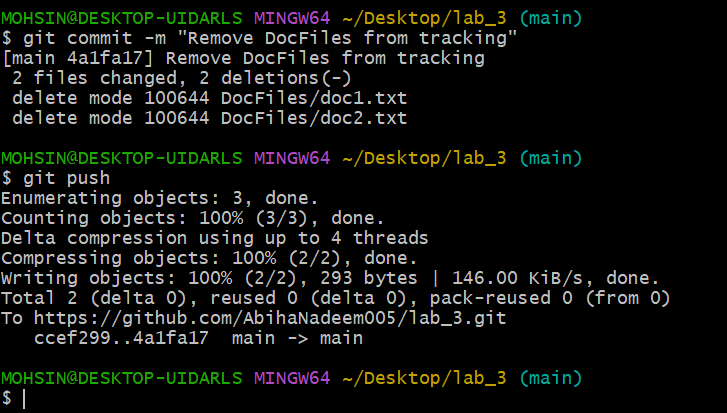 MOHSIN@DESKTOP-UIDARLS MINGW64 ~/Desktop/lab_3 (main)
$ git commit -m "Remove DocFiles from tracking"
[main 4a1fa17] Remove DocFiles from tracking
 2 files changed, 2 deletions(-)
 delete mode 100644 DocFiles/doc1.txt
 delete mode 100644 DocFiles/doc2.txt
MOHSIN@DESKTOP-UIDARLS MINGW64 ~/Desktop/lab_3 (main)
$ git push
Enumerating objects: 3, done.
Counting objects: 100% (3/3), done.
Delta compression using up to 4 threads
Compressing objects: 100% (2/2), done.
Writing objects: 100% (2/2), 293 bytes | 146.00 KiB/s, done.
Total 2 (delta 0), reused 0 (delta 0), pack-reused 0 (from 0)
To https://github.com/AbihaNadeem005/lab_3.git
   ccef299..4a1fa17  main -> main
MOHSIN@DESKTOP-UIDARLS MINGW64 ~/Desktop/lab_3 (main)
$